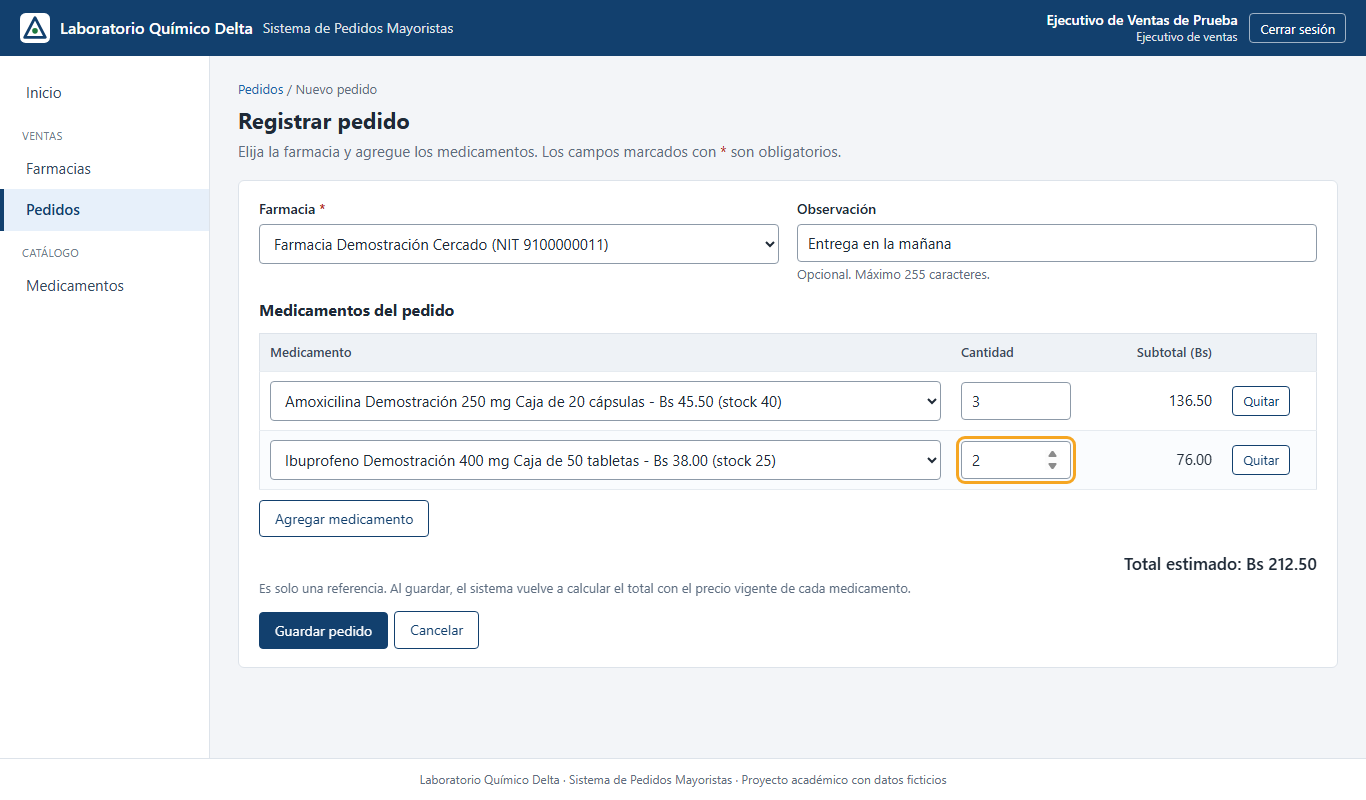 Laboratorio Químico Delta Sistema de Pedidos Mayoristas
Ejecutivo de Ventas de Prueba
Ejecutivo de ventas
Cerrar sesión
Inicio
VENTAS
Farmacias
Pedidos
CATÁLOGO
Medicamentos
Pedidos / Nuevo pedido
Registrar pedido
Elija la farmacia y agregue los medicamentos. Los campos marcados con * son obligatorios.
Farmacia *
Farmacia Demostración Cercado (NIT 9100000011)
Observación
Entrega en la mañana
Opcional. Máximo 255 caracteres.
Medicamentos del pedido
Medicamento Cantidad Subtotal (Bs)
Amoxicilina Demostración 250 mg Caja de 20 cápsulas - Bs 45.50 (stock 40) 3 136.50 Quitar
Ibuprofeno Demostración 400 mg Caja de 50 tabletas - Bs 38.00 (stock 25) 2 76.00 Quitar
Agregar medicamento
Total estimado: Bs 212.50
Es solo una referencia. Al guardar, el sistema vuelve a calcular el total con el precio vigente de cada medicamento.
Guardar pedido Cancelar
Laboratorio Químico Delta · Sistema de Pedidos Mayoristas · Proyecto académico con datos ficticios